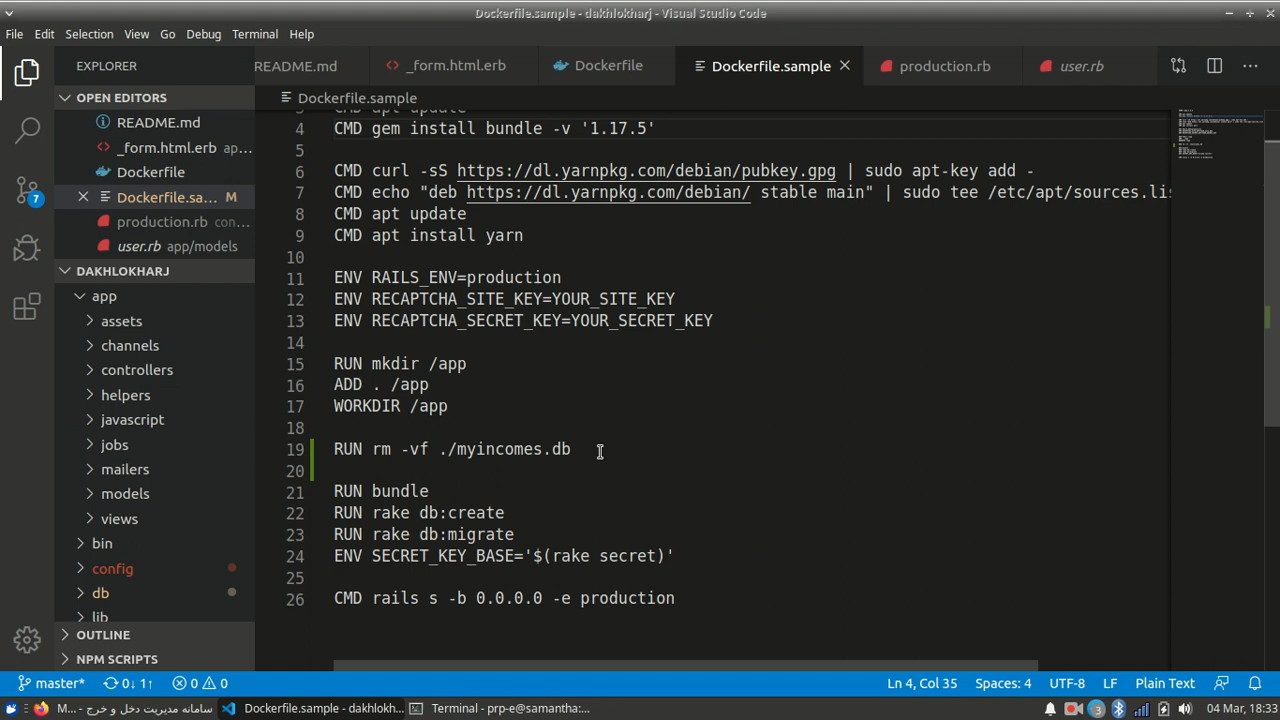 Dockerfile.sample - dakhlokharj - Visual Studio Code
File Edit Selection View Go Debug Terminal Help
EXPLORER
README.md
_form.html.erb
Dockerfile
Dockerfile.sample
production.rb
user.rb
OPEN EDITORS
README.md
_form.html.erb ap...
Dockerfile
Dockerfile.sa... M
production.rb con...
user.rb app/models
DAKHLOKHARJ
app
assets
channels
controllers
helpers
javascript
jobs
mailers
models
views
bin
config
db
lib
OUTLINE
NPM SCRIPTS
7
Dockerfile.sample
CMD apt update
4 CMD gem install bundle -v '1.17.5'
5
6 CMD curl -sS https://dl.yarnpkg.com/debian/pubkey.gpg | sudo apt-key add -
7 CMD echo "deb https://dl.yarnpkg.com/debian/ stable main" | sudo tee /etc/apt/sources.lis
8 CMD apt update
9 CMD apt install yarn
10
11 ENV RAILS_ENV=production
12 ENV RECAPTCHA_SITE_KEY=YOUR_SITE_KEY
13 ENV RECAPTCHA_SECRET_KEY=YOUR_SECRET_KEY
14
15 RUN mkdir /app
16 ADD . /app
17 WORKDIR /app
18
19 RUN rm -vf ./myincomes.db
20
21 RUN bundle
22 RUN rake db:create
23 RUN rake db:migrate
24 ENV SECRET_KEY_BASE='$(rake secret)'
25
26 CMD rails s -b 0.0.0.0 -e production
master* 0↓ 1↑ 0 0 Ln 4, Col 35 Spaces: 4 UTF-8 LF Plain Text
M... - سامانه مدیریت دخل و خرج Dockerfile.sample - dakhlokh... Terminal - prp-e@samantha:... 3 04 Mar, 18:33